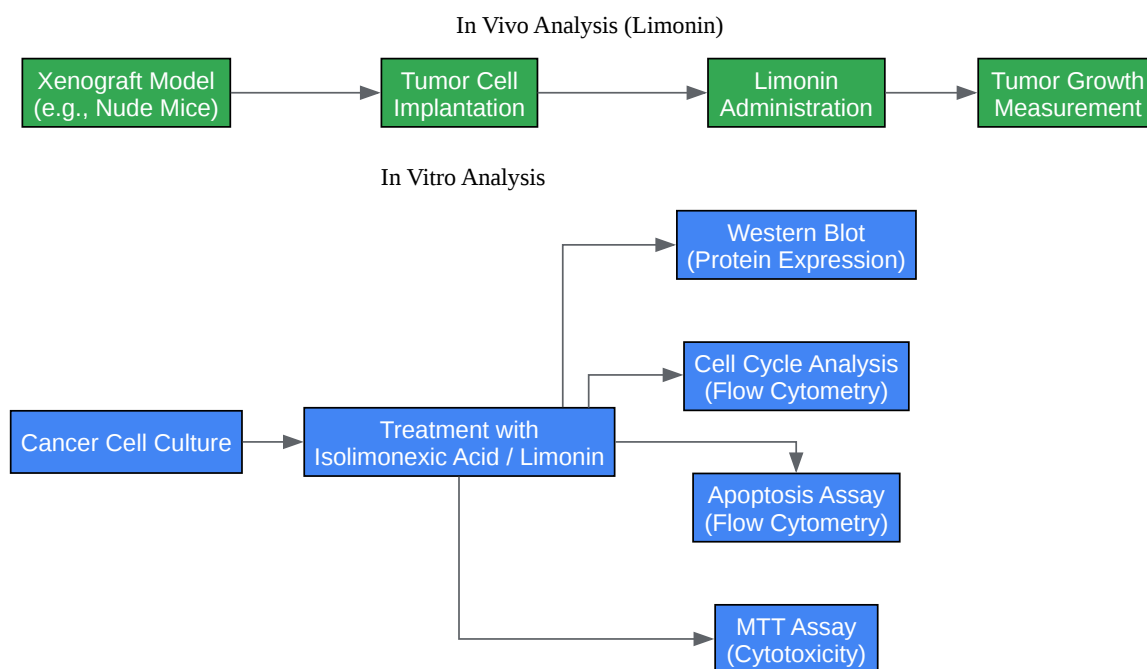 In Vivo Analysis (Limonin)
Xenograft Model
(e.g., Nude Mice)
Tumor Cell
Implantation
Limonin
Administration
Tumor Growth
Measurement
In Vitro Analysis
Western Blot
(Protein Expression)
Cell Cycle Analysis
(Flow Cytometry)
Cancer Cell Culture
Treatment with
Isolimonexic Acid / Limonin
Apoptosis Assay
(Flow Cytometry)
MTT Assay
(Cytotoxicity)